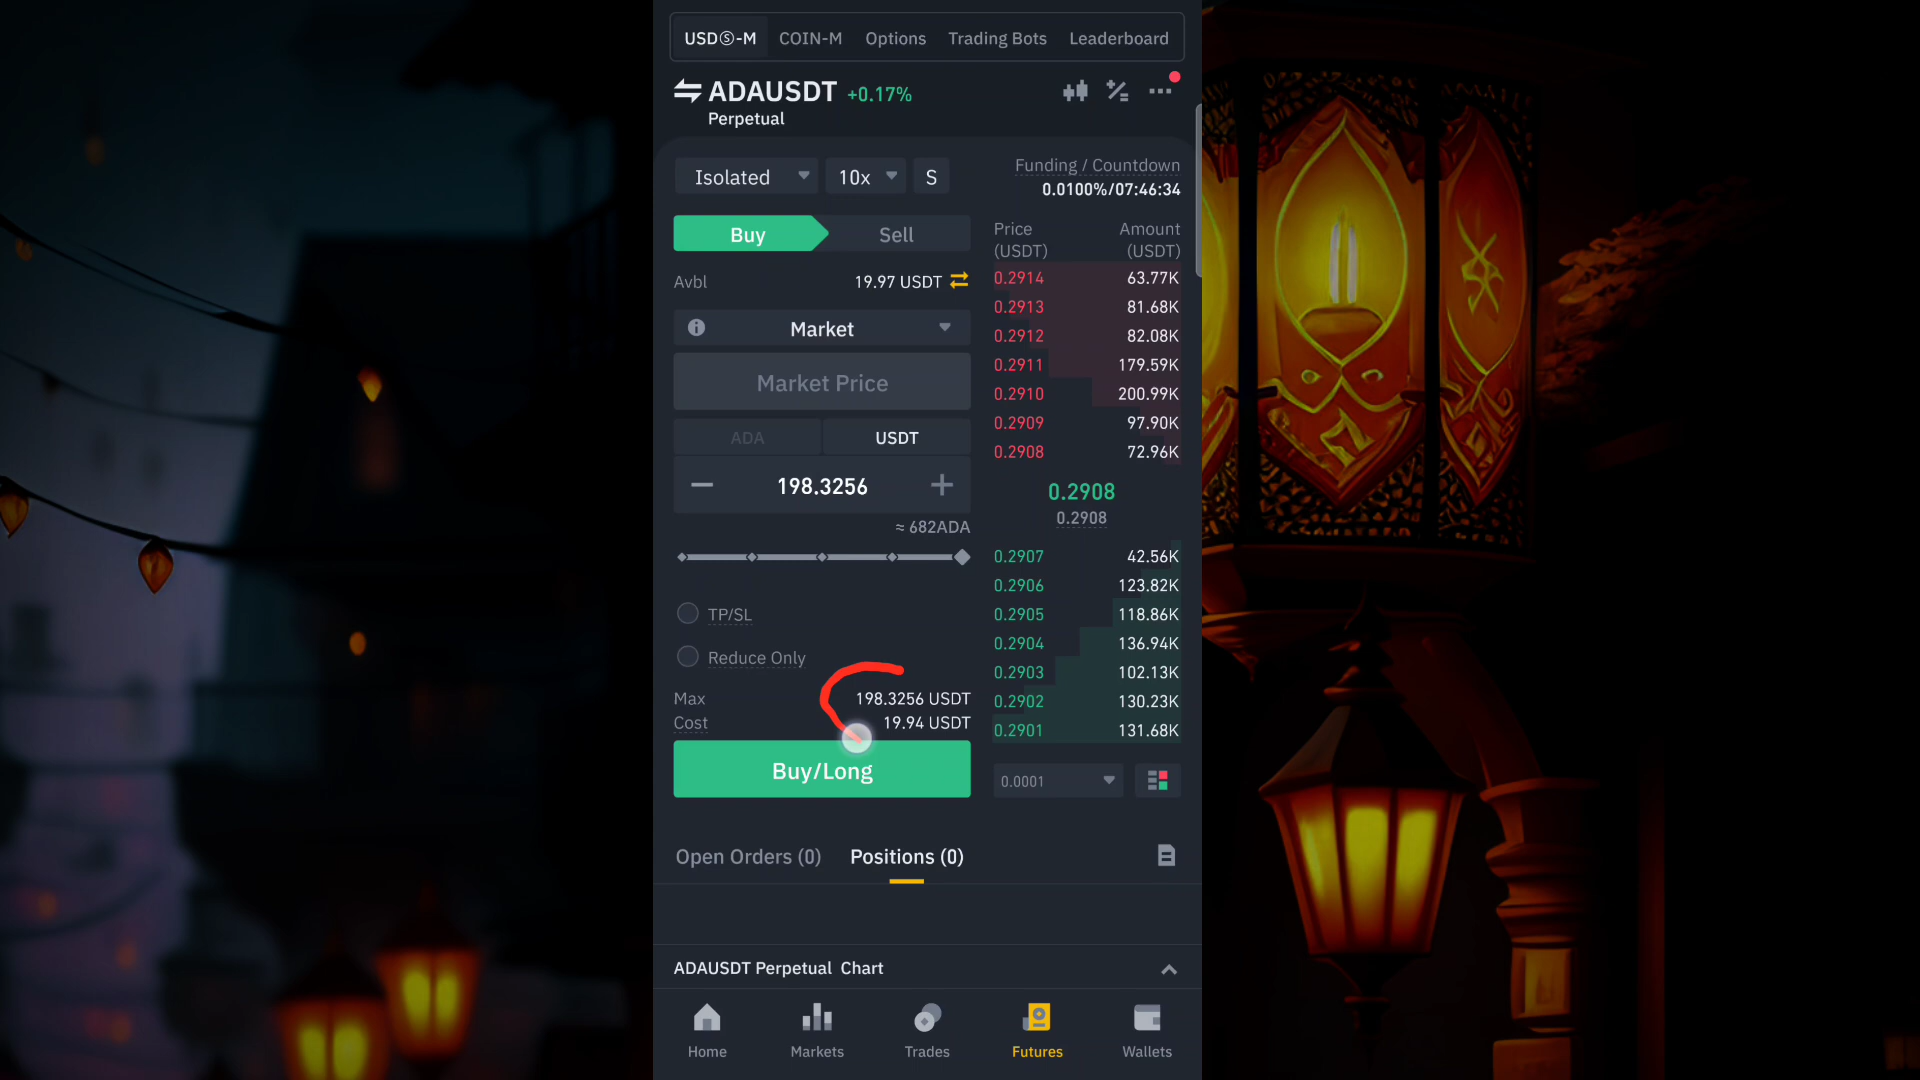 USDⓈ-M COIN-M Options Trading Bots Leaderboard
ADAUSDT +0.17%
Perpetual
Isolated 10x S
Funding / Countdown
0.0100%/07:46:34
Buy Sell
Avbl 19.97 USDT
Market
Market Price
ADA USDT
198.3256
≈ 682ADA
TP/SL
Reduce Only
Max 198.3256 USDT
Cost 19.94 USDT
Buy/Long
Price Amount
(USDT) (USDT)
0.2914 63.77K
0.2913 81.68K
0.2912 82.08K
0.2911 179.59K
0.2910 200.99K
0.2909 97.90K
0.2908 72.96K
0.2908
0.2908
0.2907 42.56K
0.2906 123.82K
0.2905 118.86K
0.2904 136.94K
0.2903 102.13K
0.2902 130.23K
0.2901 131.68K
0.0001
Open Orders (0) Positions (0)
ADAUSDT Perpetual Chart
Home Markets Trades Futures Wallets